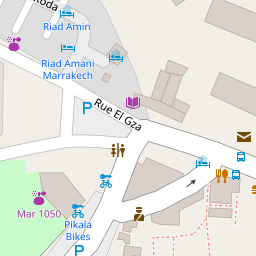 Riad Amin
Riad Amani
Marrakech
Rue El Gza
P
Mar 1050
Pikala
Bikes
P